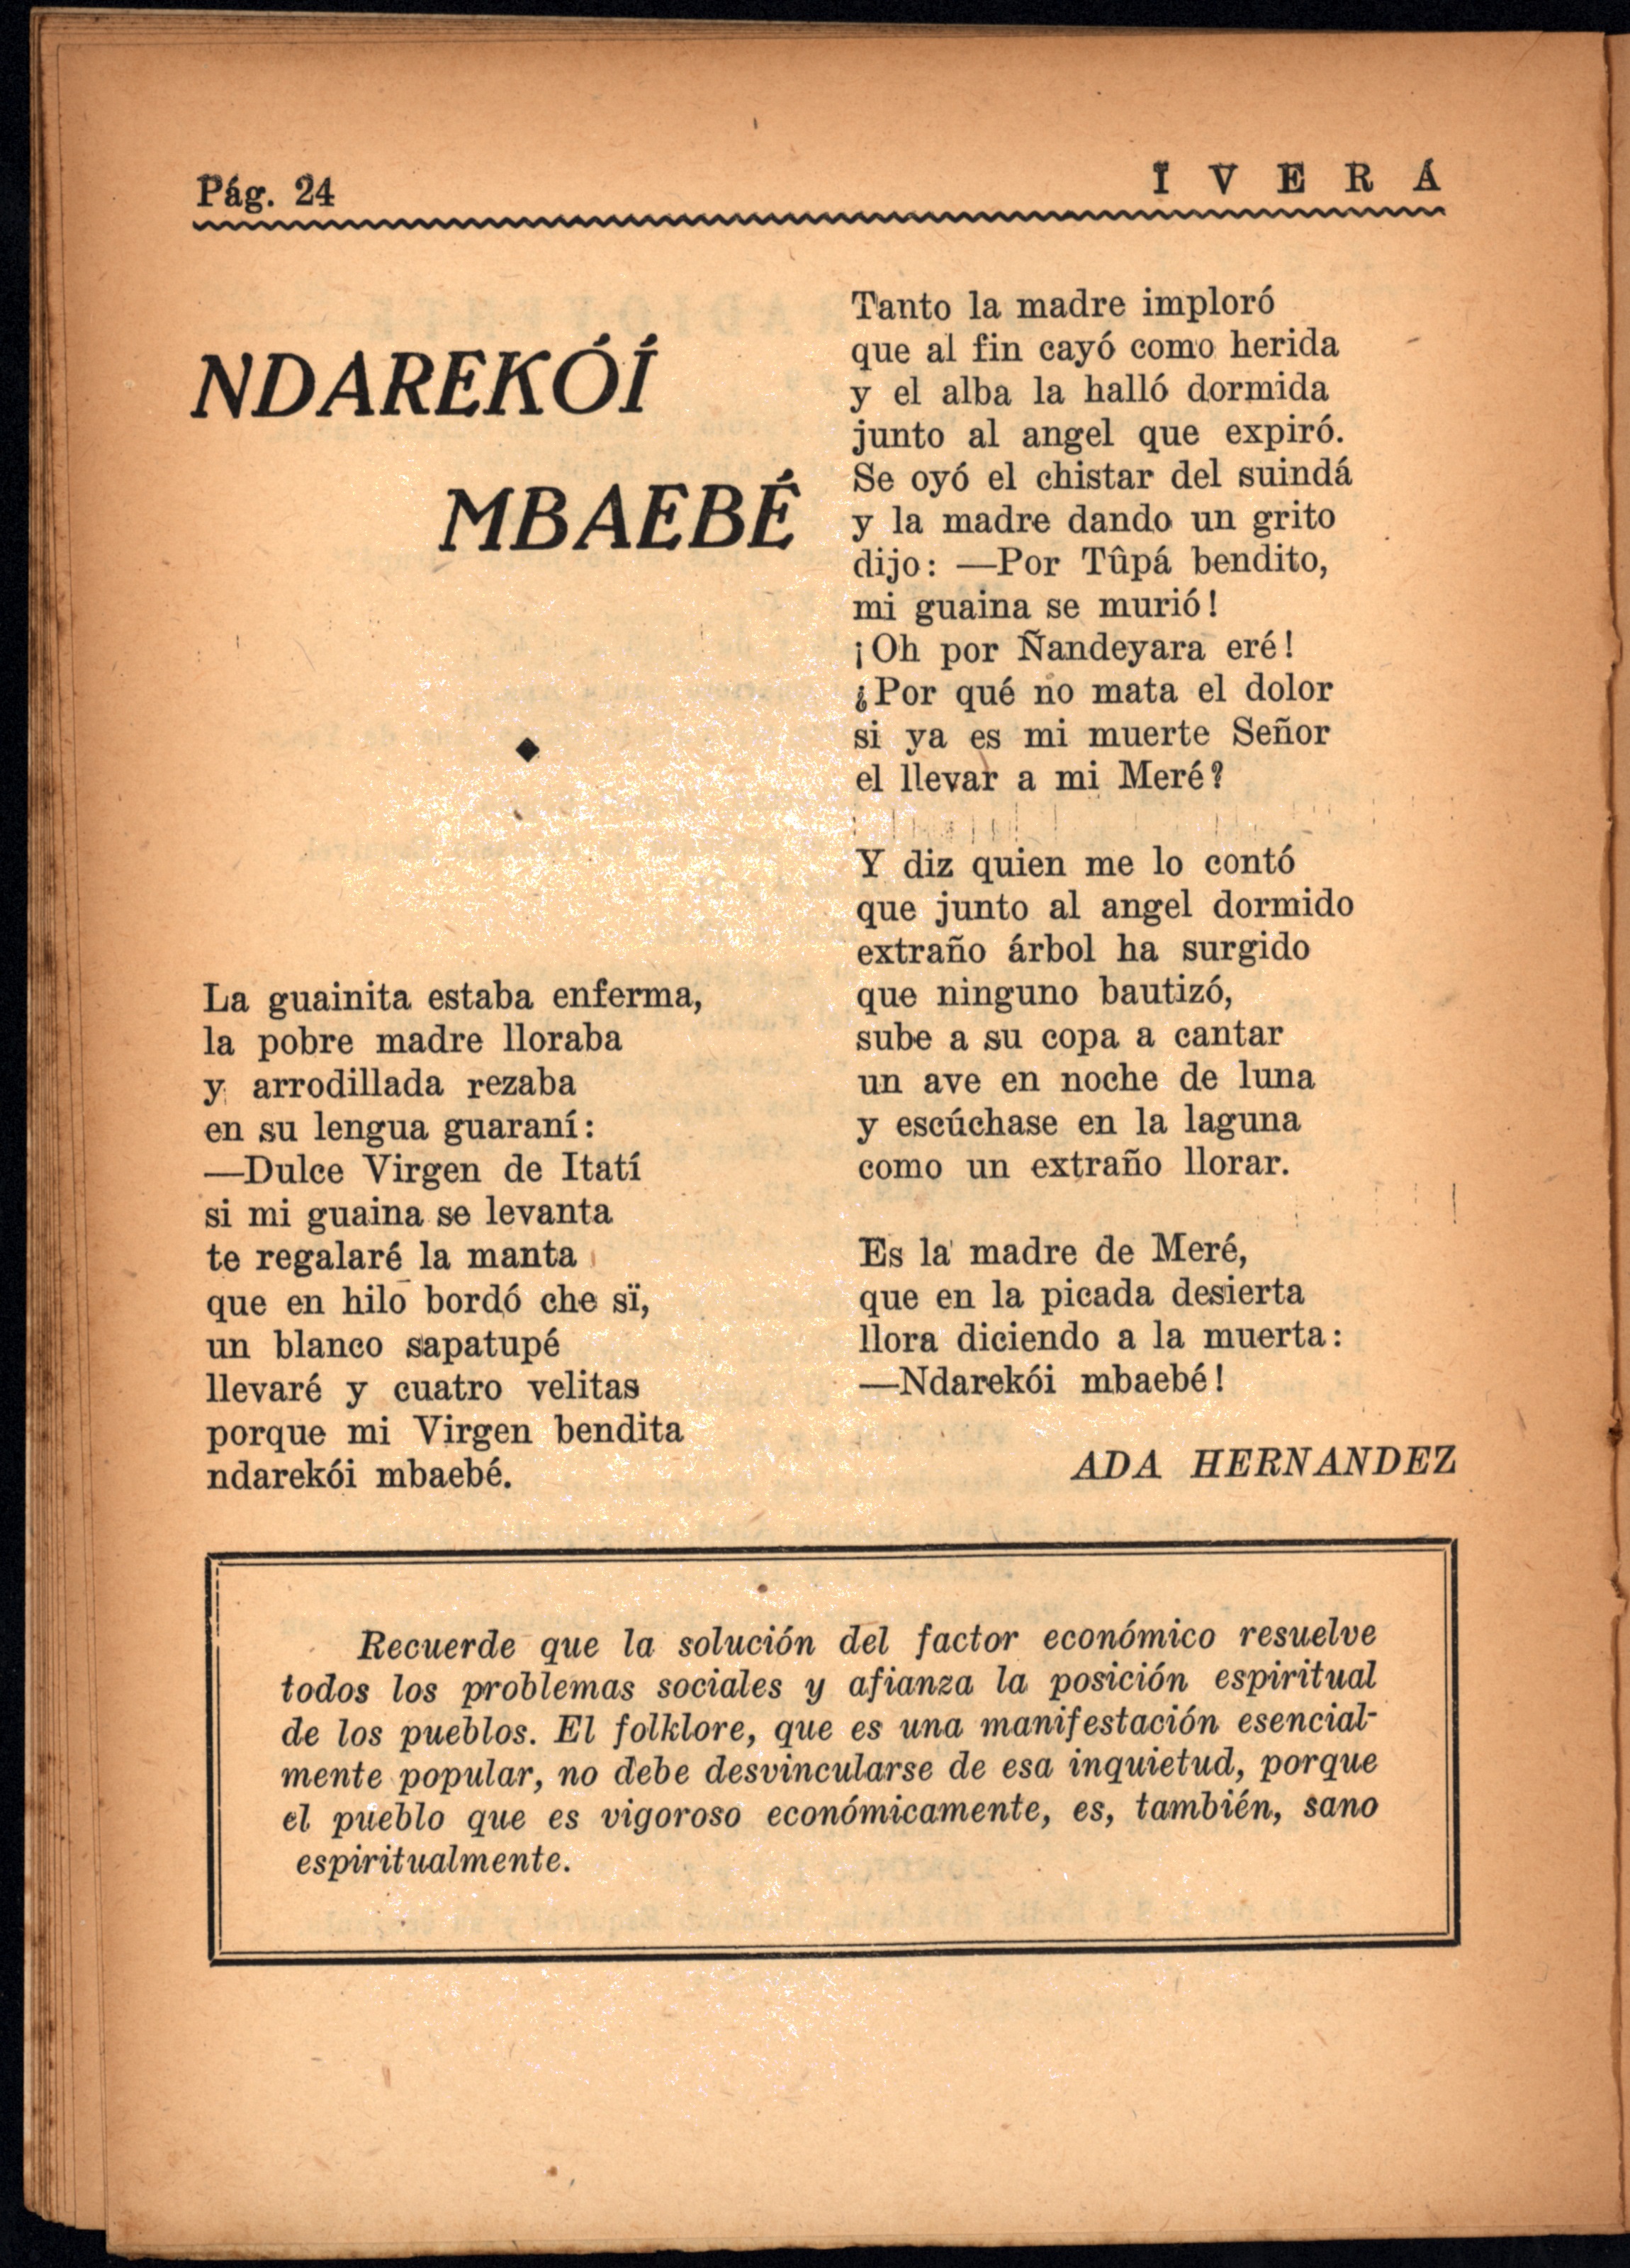 Pág. 24
Ï V E R Á
NDAREKÓÍ
MBAEBÉ
La guainita estaba enferma,
la pobre madre lloraba
y arrodillada rezaba
en su lengua guaraní:
—Dulce Virgen de Itatí
si mi guaina se levanta
te regalaré la manta
que en hilo bordó che sï,
un blanco sapatupé
llevaré y cuatro velitas
porque mi Virgen bendita
ndarekói mbaebé.
Tanto la madre imploró
que al fin cayó como herida
y el alba la halló dormida
junto al angel que expiró.
Se oyó el chistar del suindá
y la madre dando un grito
dijo: —Por Tûpá bendito,
mi guaina se murió!
¡Oh por Ñandeyara eré!
¿Por qué no mata el dolor
si ya es mi muerte Señor
el llevar a mi Meré?
Y diz quien me lo contó
que junto al angel dormido
extraño árbol ha surgido
que ninguno bautizó,
sube a su copa a cantar
un ave en noche de luna
y escúchase en la laguna
como un extraño llorar.
Es la madre de Meré,
que en la picada desierta
llora diciendo a la muerta:
—Ndarekói mbaebé!
ADA HERNANDEZ
Recuerde que la solución del factor económico resuelve
todos los problemas sociales y afianza la posición espiritual
de los pueblos. El folklore, que es una manifestación esencial-
mente popular, no debe desvincularse de esa inquietud, porque
el pueblo que es vigoroso económicamente, es, también, sano
espiritualmente.